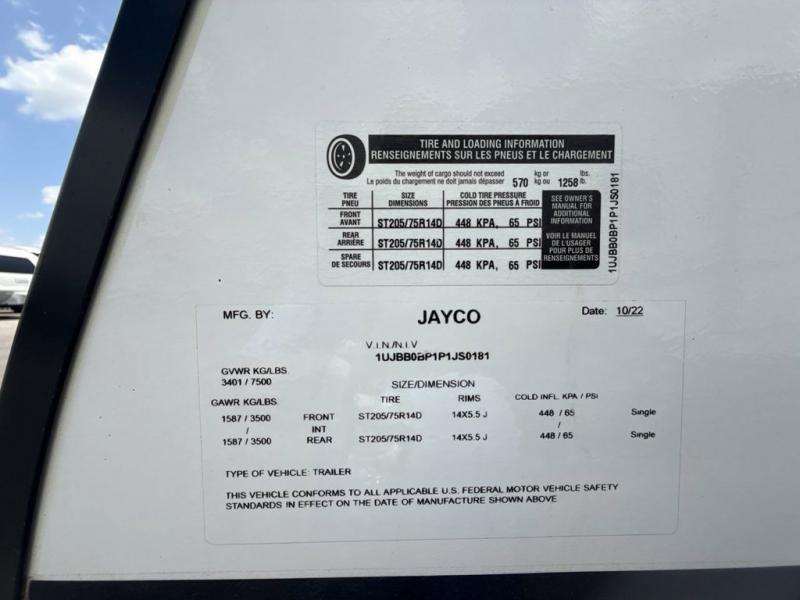 TIRE AND LOADING INFORMATION
RENSEIGNEMENTS SUR LES PNEUS ET LE CHARGEMENT
The weight of cargo should not exceed 570 kg or 1258 lbs.
Le poids du chargement ne doit jamais dépasser kg ou lb.
TIRE SIZE COLD TIRE PRESSURE
PNEU DIMENSIONS PRESSION DES PNEUS À FROID
FRONT
AVANT ST205/75R14D 448 KPA, 65 PSI
REAR
ARRIÈRE ST205/75R14D 448 KPA, 65 PSI
SPARE
DE SECOURS ST205/75R14D 448 KPA, 65 PSI
SEE OWNER'S
MANUAL FOR
ADDITIONAL
INFORMATION
VOIR LE MANUEL
DE L'USAGER
POUR PLUS DE
RENSEIGNEMENTS
1UJBB0BP1P1JS0181
MFG. BY: JAYCO Date: 10/22
V.I.N./N.I.V
1UJBB0BP1P1JS0181
GVWR KG/LBS.
3401 / 7500
SIZE/DIMENSION
GAWR KG/LBS. TIRE RIMS COLD INFL. KPA / PSI
1587 / 3500 FRONT ST205/75R14D 14X5.5 J 448 / 65 Single
/ INT /
1587 / 3500 REAR ST205/75R14D 14X5.5 J 448 / 65 Single
TYPE OF VEHICLE: TRAILER
THIS VEHICLE CONFORMS TO ALL APPLICABLE U.S. FEDERAL MOTOR VEHICLE SAFETY
STANDARDS IN EFFECT ON THE DATE OF MANUFACTURE SHOWN ABOVE